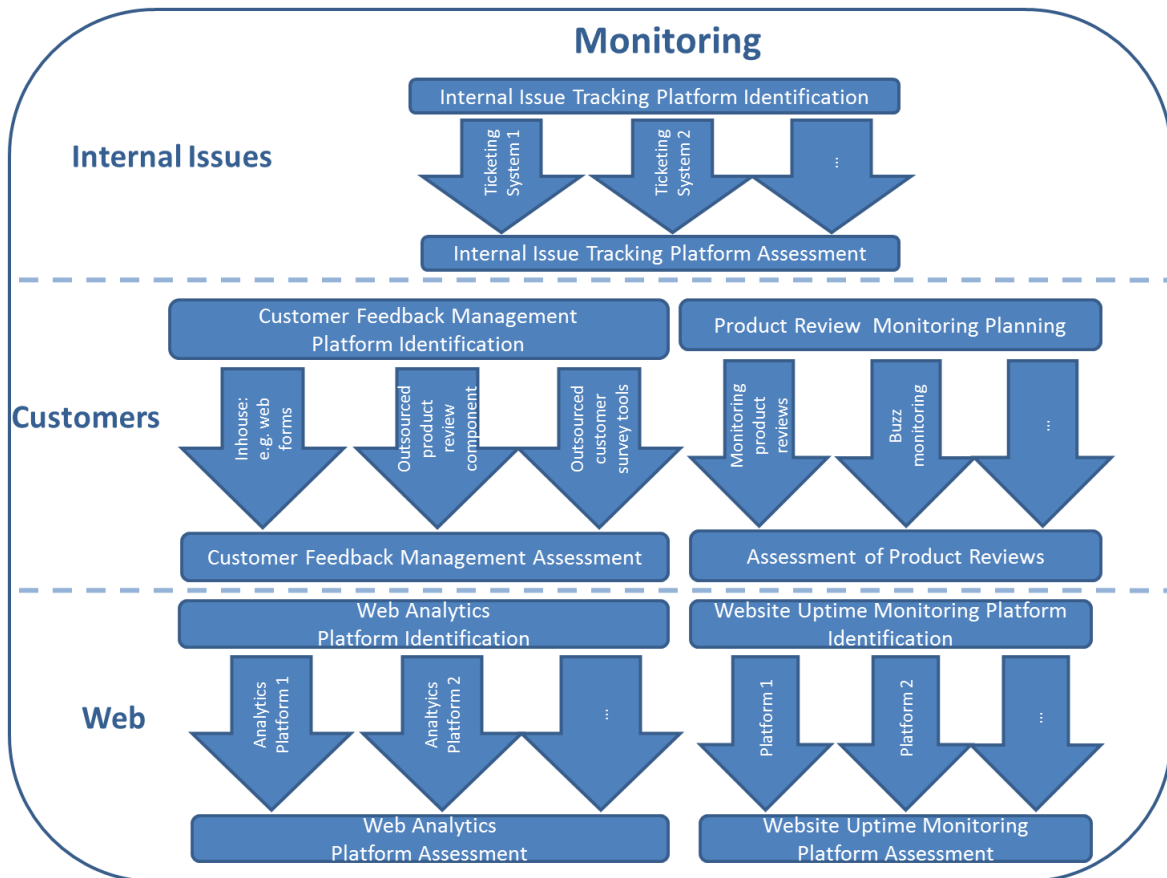 Monitoring
Internal Issues
Internal Issue Tracking Platform Identification
Ticketing
System 1
Ticketing
System 2
...
Internal Issue Tracking Platform Assessment
Customers
Customer Feedback Management
Platform Identification
Inhouse:
e.g. web
forms
Outsourced
product
review
component
Outsourced
customer
survey tools
Customer Feedback Management Assessment
Product Review Monitoring Planning
Monitoring
product
reviews
Buzz
monitoring
...
Assessment of Product Reviews
Web
Web Analytics
Platform Identification
Analytics
Platform 1
Analtyics
Platform 2
...
Web Analytics
Platform Assessment
Website Uptime Monitoring Platform
Identification
Platform 1
Platform 2
...
Website Uptime Monitoring
Platform Assessment